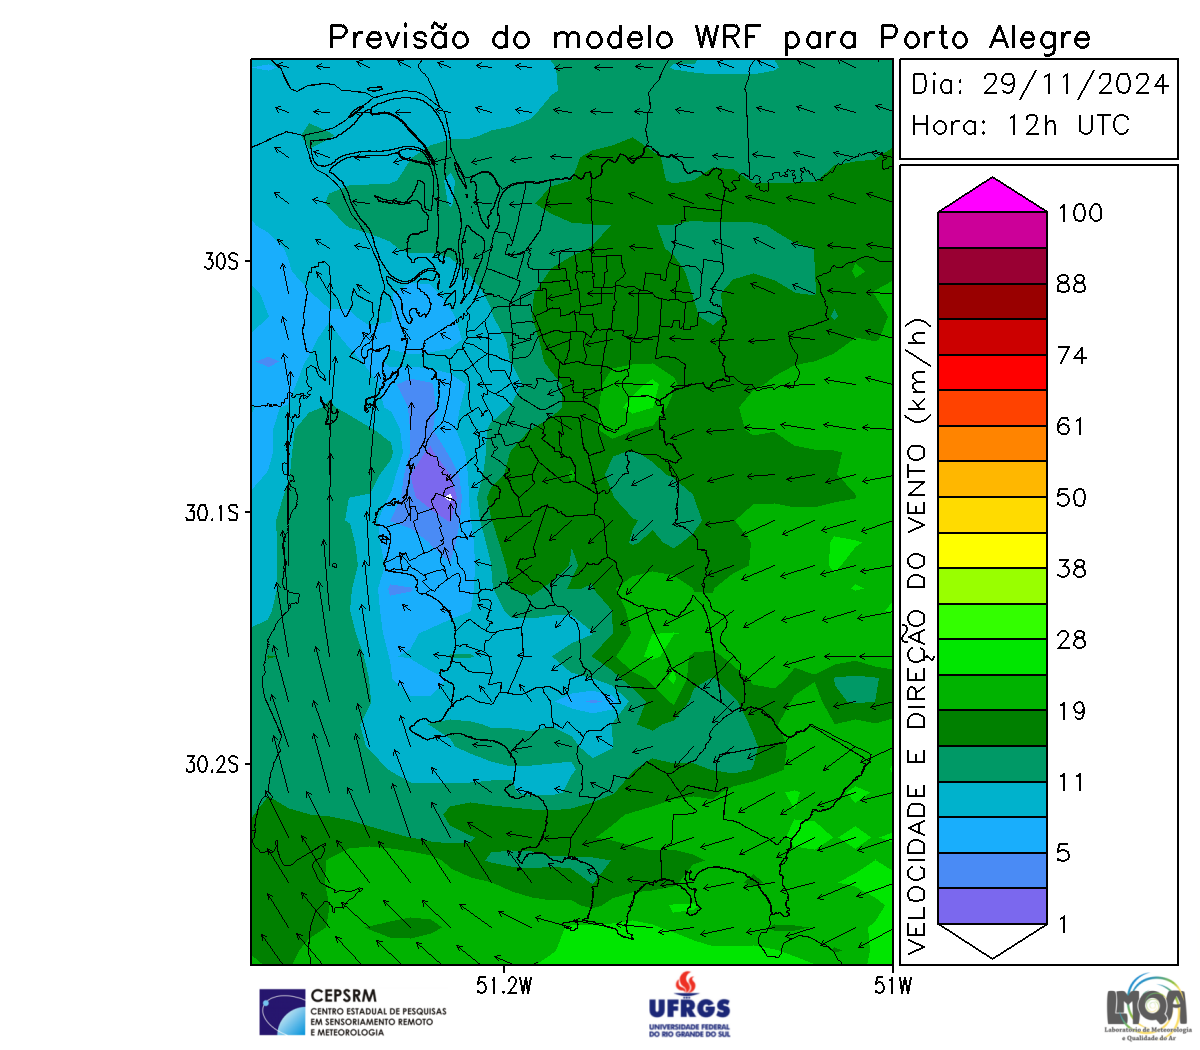 Previsão do modelo WRF para Porto Alegre
Dia: 29/11/2024
Hora: 12h UTC
100
88
74
61
50
38
28
19
11
5
1
VELOCIDADE E DIREÇÃO DO VENTO (km/h)
30S
30.1S
30.2S
51.2W
51W
CEPSRM
CENTRO ESTADUAL DE PESQUISAS
EM SENSORIAMENTO REMOTO
E METEOROLOGIA
UFRGS
UNIVERSIDADE FEDERAL
DO RIO GRANDE DO SUL
LMQA
Laboratório de Meteorologia
e Qualidade do Ar